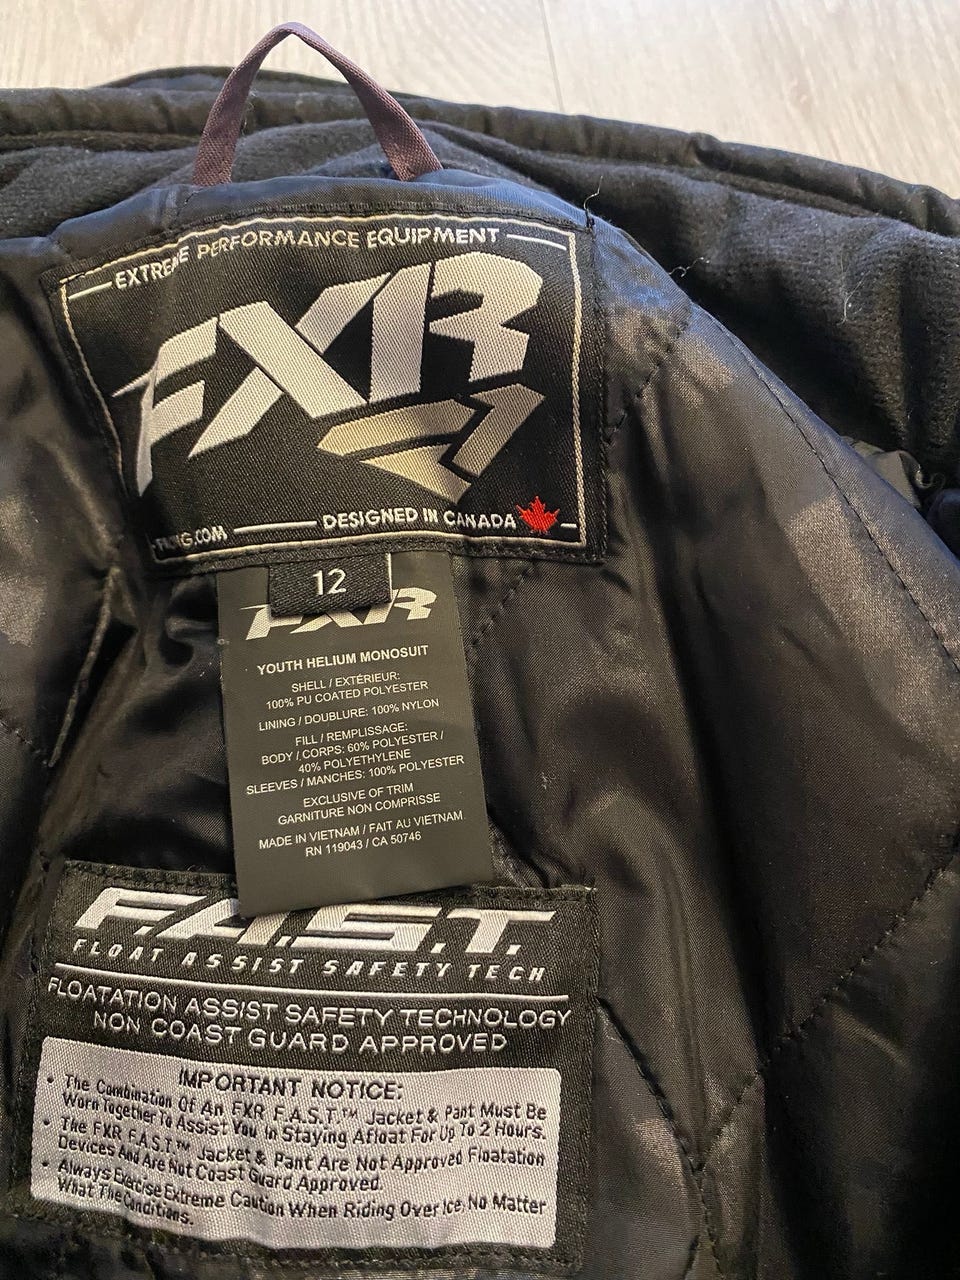 EXTREME PERFORMANCE EQUIPMENT
FXR
DESIGNED IN CANADA
12
FXR
YOUTH HELIUM MONOSUIT
SHELL / EXTÉRIEUR:
100% PU COATED POLYESTER
LINING / DOUBLURE: 100% NYLON
FILL / REMPLISSAGE:
BODY / CORPS: 60% POLYESTER /
40% POLYETHYLENE
SLEEVES / MANCHES: 100% POLYESTER
EXCLUSIVE OF TRIM
GARNITURE NON COMPRISE
MADE IN VIETNAM / FAIT AU VIETNAM
RN 119043 / CA 50746
F.A.S.T.
FLOAT ASSIST SAFETY TECH
FLOATATION ASSIST SAFETY TECHNOLOGY
NON COAST GUARD APPROVED
IMPORTANT NOTICE:
• The Combination Of An FXR F.A.S.T.™ Jacket & Pant Must Be
Worn Together To Assist You In Staying Afloat For Up To 2 Hours.
• The FXR F.A.S.T.™ Jacket & Pant Are Not Approved Floatation
Devices And Are Not Coast Guard Approved.
• Always Exercise Extreme Caution When Riding Over Ice, No Matter
What The Conditions.